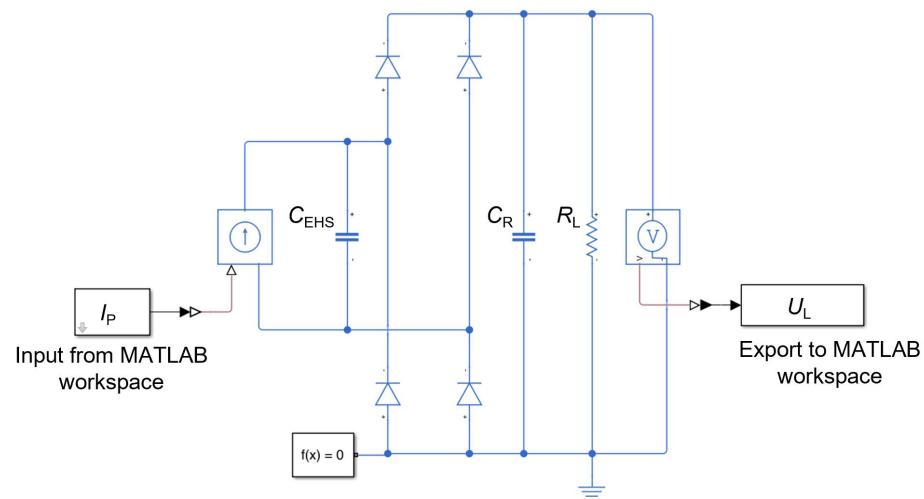 C_EHS
C_R
R_L
V
I_P
U_L
Input from MATLAB
workspace
Export to MATLAB
workspace
f(x) = 0